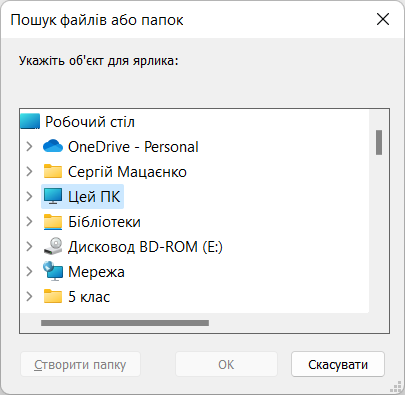 Пошук файлів або папок
Укажіть об'єкт для ярлика:
Робочий стіл
OneDrive - Personal
Сергій Мацаєнко
Цей ПК
Бібліотеки
Дисковод BD-ROM (E:)
Мережа
5 клас
Створити папку
OK
Скасувати